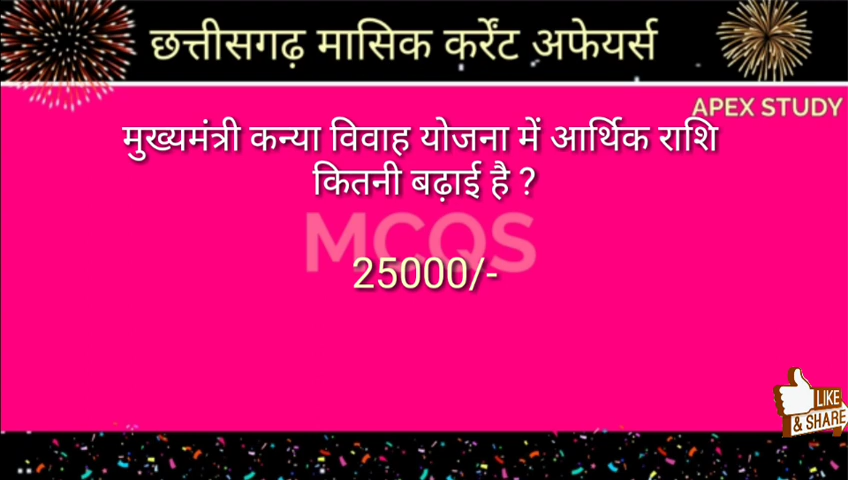 छत्तीसगढ़ मासिक करेंट अफेयर्स
APEX STUDY
मुख्यमंत्री कन्या विवाह योजना में आर्थिक राशि
कितनी बढ़ाई है ?
MCQS
25000/-
LIKE
& SHARE